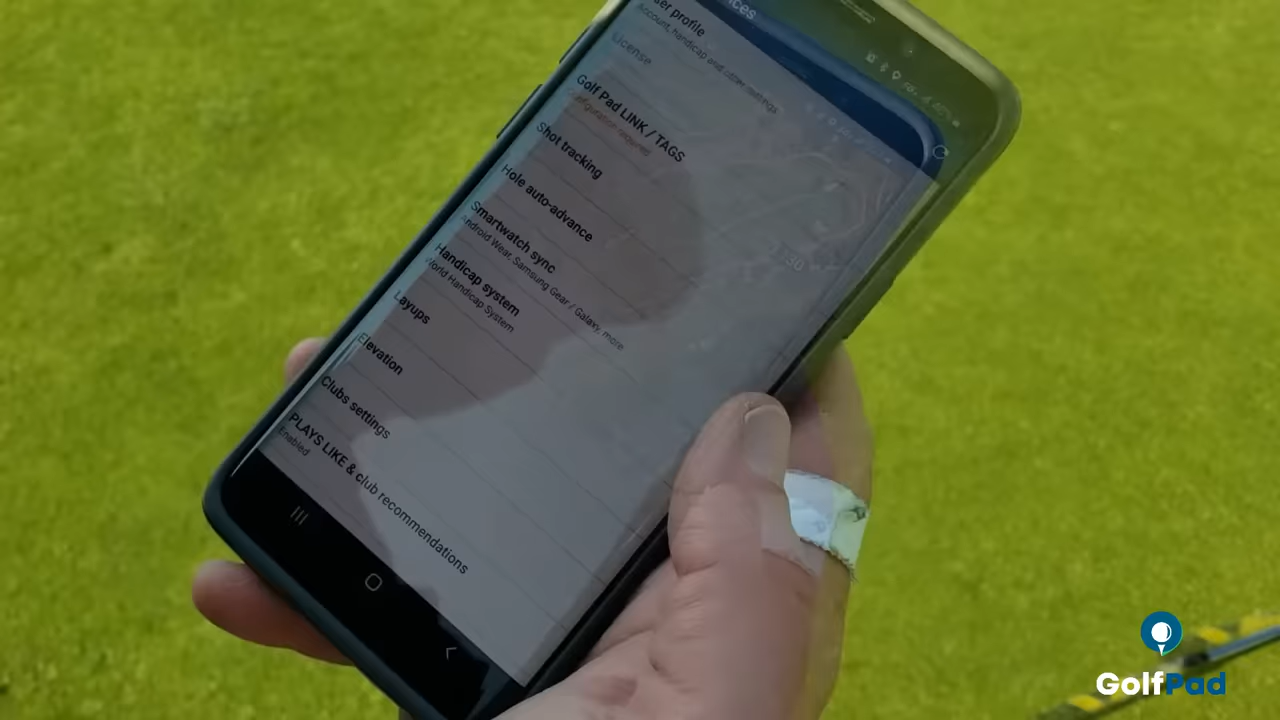 Account, handicap and other settings
License
Golf Pad LINK / TAGS
Configuration required
Shot tracking
Hole auto-advance
Smartwatch sync
Android Wear, Samsung Gear / Galaxy, more
Handicap system
World Handicap System
Layups
Elevation
Clubs settings
PLAYS LIKE & club recommendations
Enabled
GolfPad